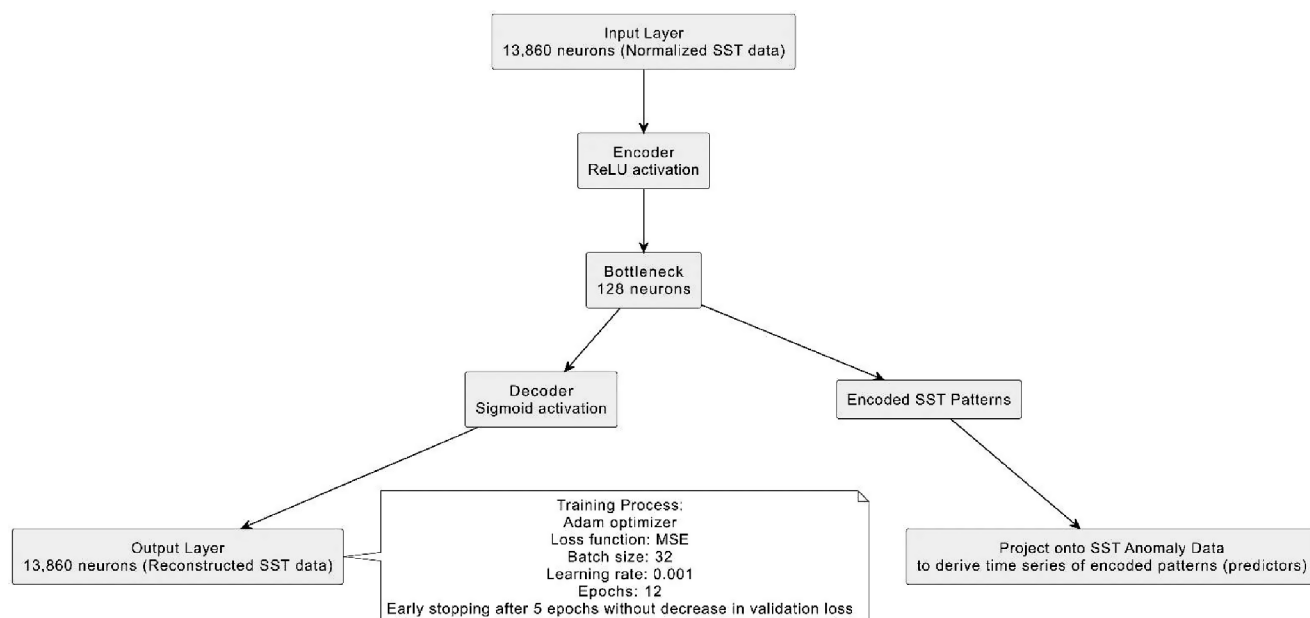 Input Layer
13,860 neurons (Normalized SST data)
Encoder
ReLU activation
Bottleneck
128 neurons
Decoder
Sigmoid activation
Encoded SST Patterns
Output Layer
13,860 neurons (Reconstructed SST data)
Training Process:
Adam optimizer
Loss function: MSE
Batch size: 32
Learning rate: 0.001
Epochs: 12
Early stopping after 5 epochs without decrease in validation loss
Project onto SST Anomaly Data
to derive time series of encoded patterns (predictors)